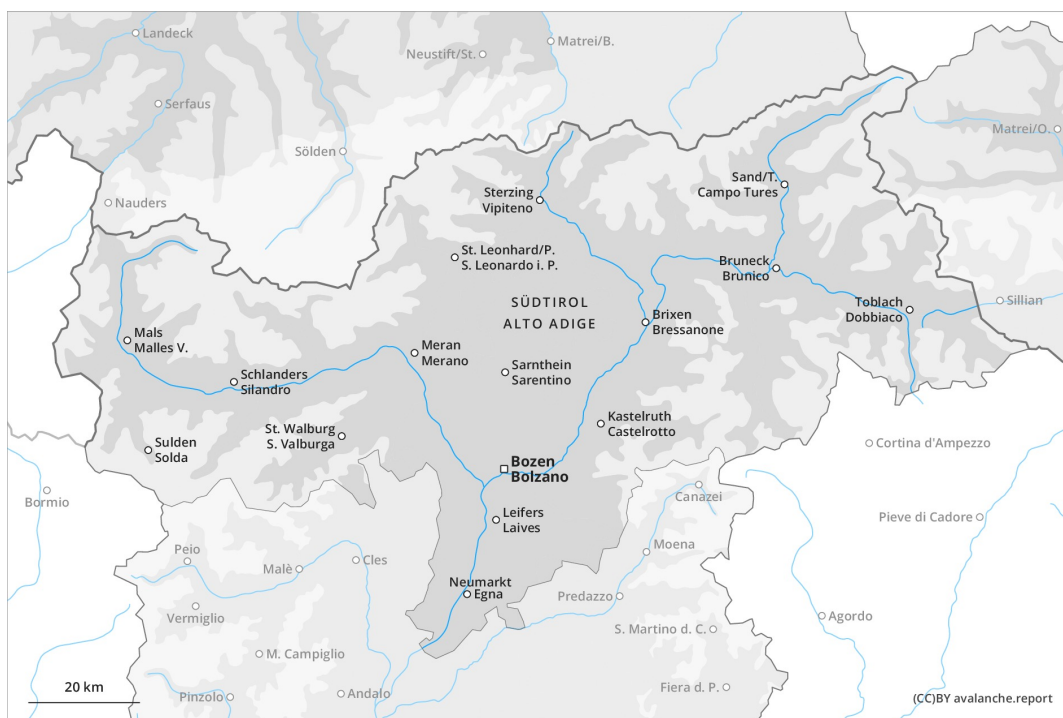 Landeck
Neustift/St.
Matrei/B.
Serfaus
Matrei/O.
Sölden
Sand/T.
Campo Tures
Nauders
Sterzing
Vipiteno
St. Leonhard/P.
S. Leonardo i. P.
Bruneck
Brunico
SÜDTIROL
ALTO ADIGE
Toblach
Dobbiaco
Sillian
Brixen
Bressanone
Mals
Malles V.
Meran
Merano
Sarnthein
Sarentino
Schlanders
Silandro
Kastelruth
Castelrotto
St. Walburg
S. Valburga
Sulden
Solda
Cortina d'Ampezzo
Bozen
Bolzano
Canazei
Bormio
Leifers
Laives
Pieve di Cadore
Moena
Peio
Malè
Cles
Neumarkt
Egna
Predazzo
Vermiglio
Agordo
S. Martino d. C.
M. Campiglio
20 km
Pinzolo
Andalo
Fiera d. P.
(CC)BY avalanche.report